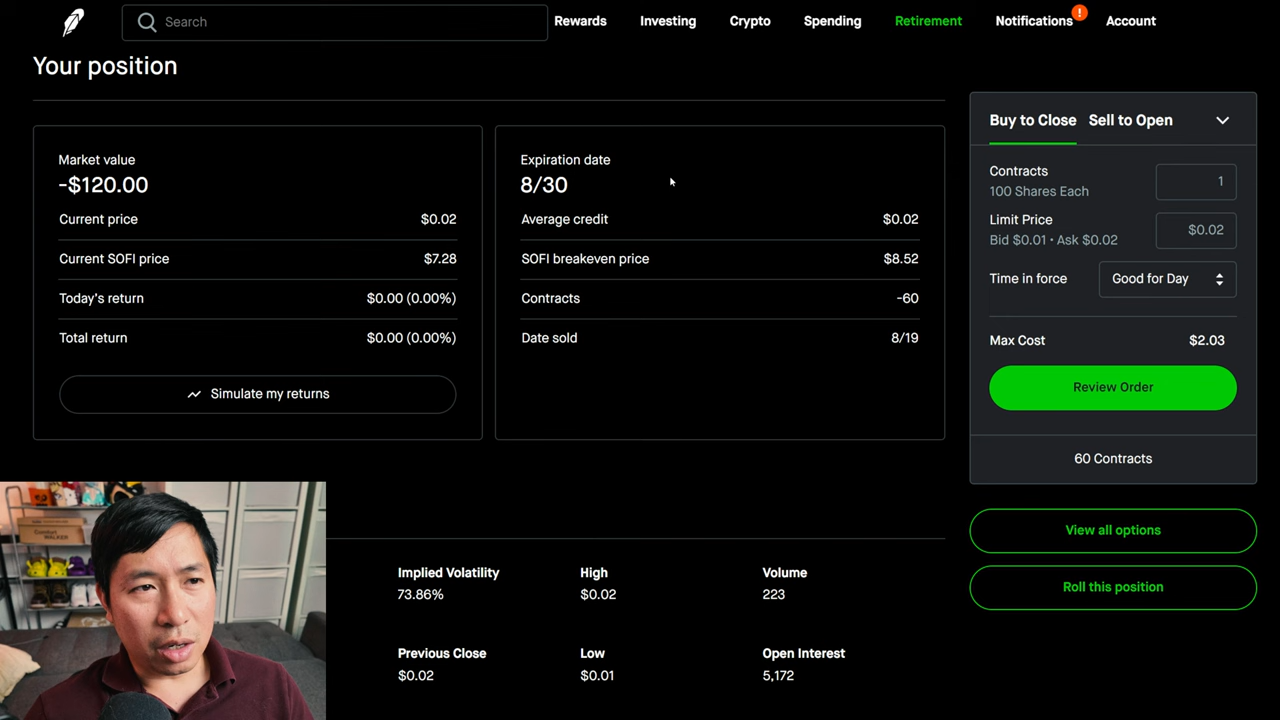 Search
Rewards
Investing
Crypto
Spending
Retirement
Notifications
!
Account
Your position
Market value
-$120.00
Current price $0.02
Current SOFI price $7.28
Today's return $0.00 (0.00%)
Total return $0.00 (0.00%)
Simulate my returns
Expiration date
8/30
Average credit $0.02
SOFI breakeven price $8.52
Contracts -60
Date sold 8/19
Buy to Close Sell to Open
Contracts 1
100 Shares Each
Limit Price $0.02
Bid $0.01 • Ask $0.02
Time in force Good for Day
Max Cost $2.03
Review Order
60 Contracts
View all options
Roll this position
Implied Volatility
73.86%
High
$0.02
Volume
223
Previous Close
$0.02
Low
$0.01
Open Interest
5,172